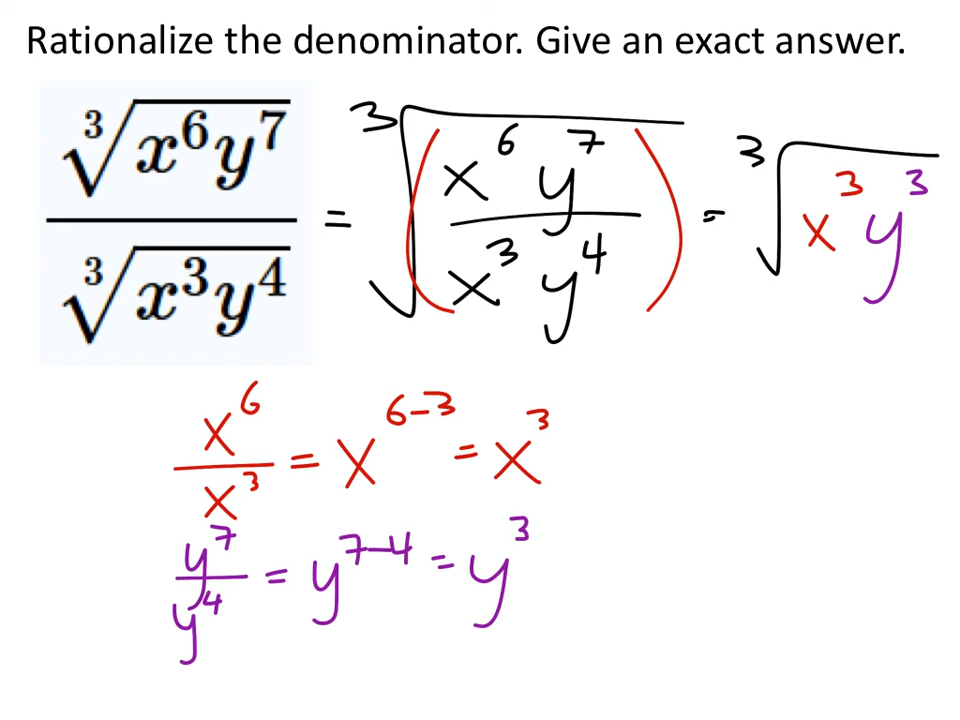 Rationalize the denominator. Give an exact answer.
∛(x⁶y⁷) / ∛(x³y⁴) = ∛(x⁶y⁷ / x³y⁴) = ∛(x³y³)
x⁶ / x³ = x⁶⁻³ = x³
y⁷ / y⁴ = y⁷⁻⁴ = y³